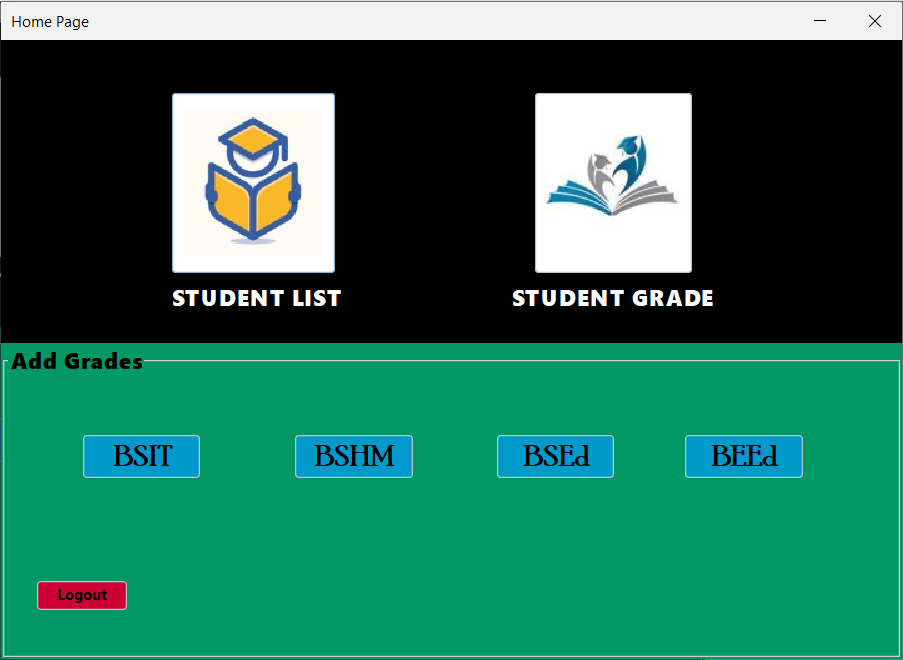 Home Page
STUDENT LIST
STUDENT GRADE
Add Grades
BSIT
BSHM
BSEd
BEEd
Logout